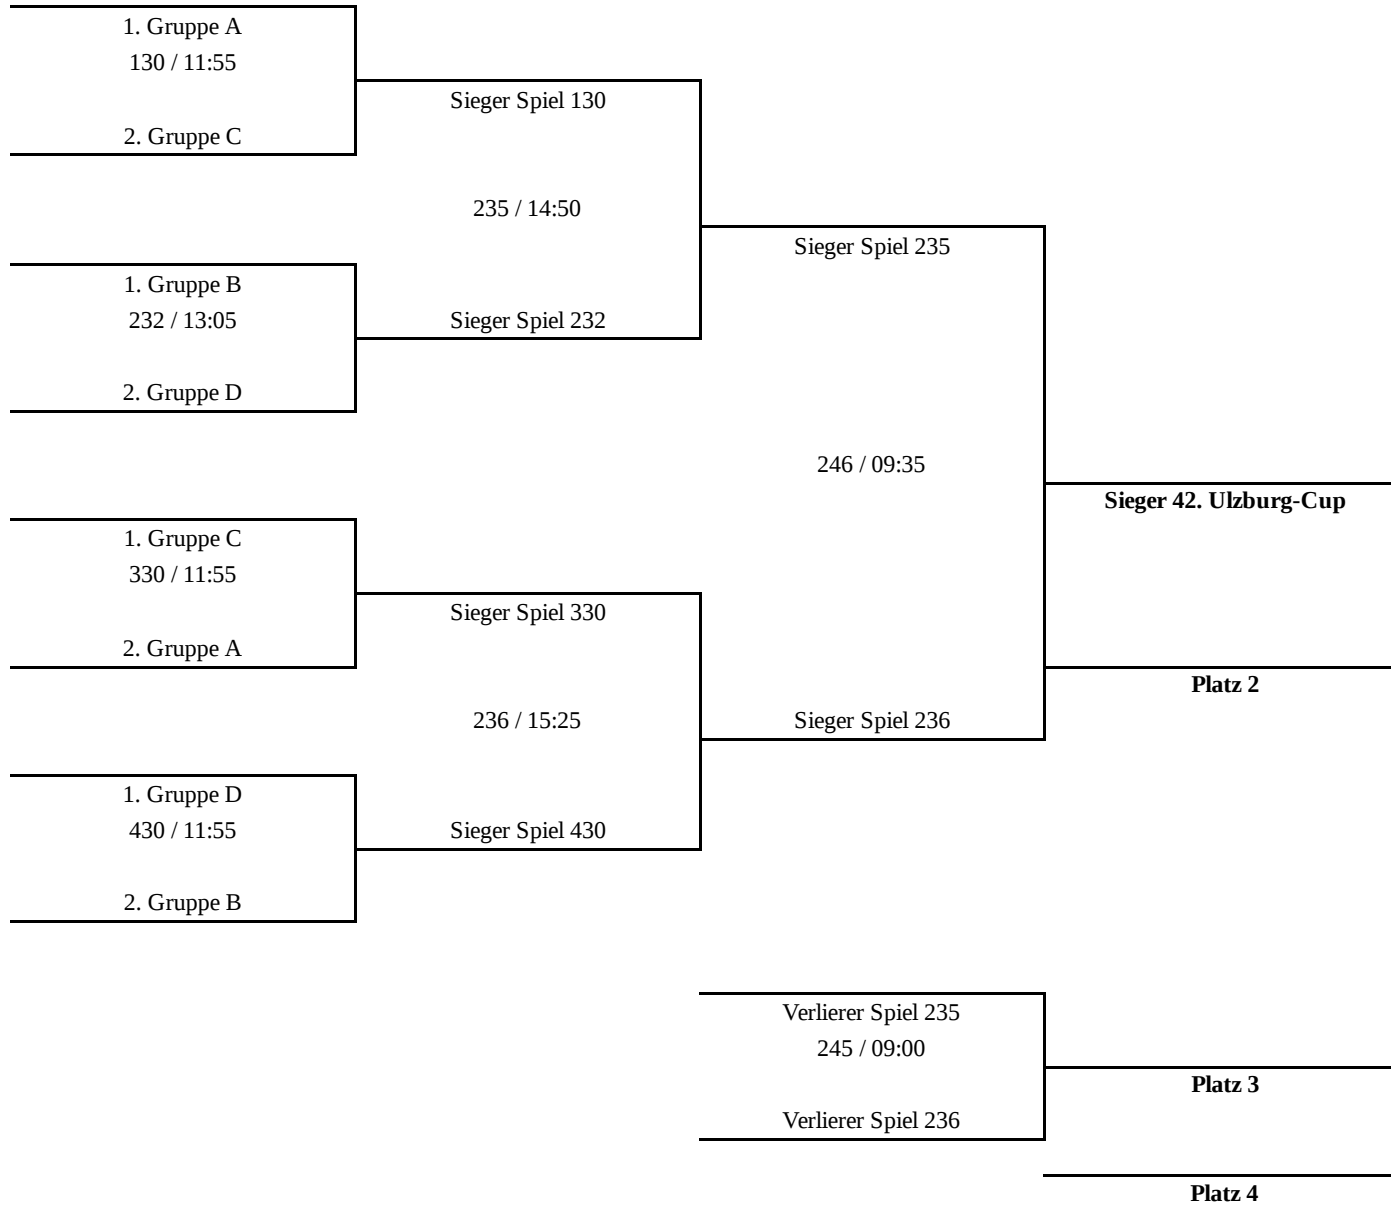 1. Gruppe A
130 / 11:55
2. Gruppe C
Sieger Spiel 130
235 / 14:50
Sieger Spiel 232
1. Gruppe B
232 / 13:05
2. Gruppe D
Sieger Spiel 235
246 / 09:35
Sieger Spiel 236
Sieger 42. Ulzburg-Cup
Platz 2
1. Gruppe C
330 / 11:55
2. Gruppe A
Sieger Spiel 330
236 / 15:25
Sieger Spiel 430
1. Gruppe D
430 / 11:55
2. Gruppe B
Verlierer Spiel 235
245 / 09:00
Verlierer Spiel 236
Platz 3
Platz 4